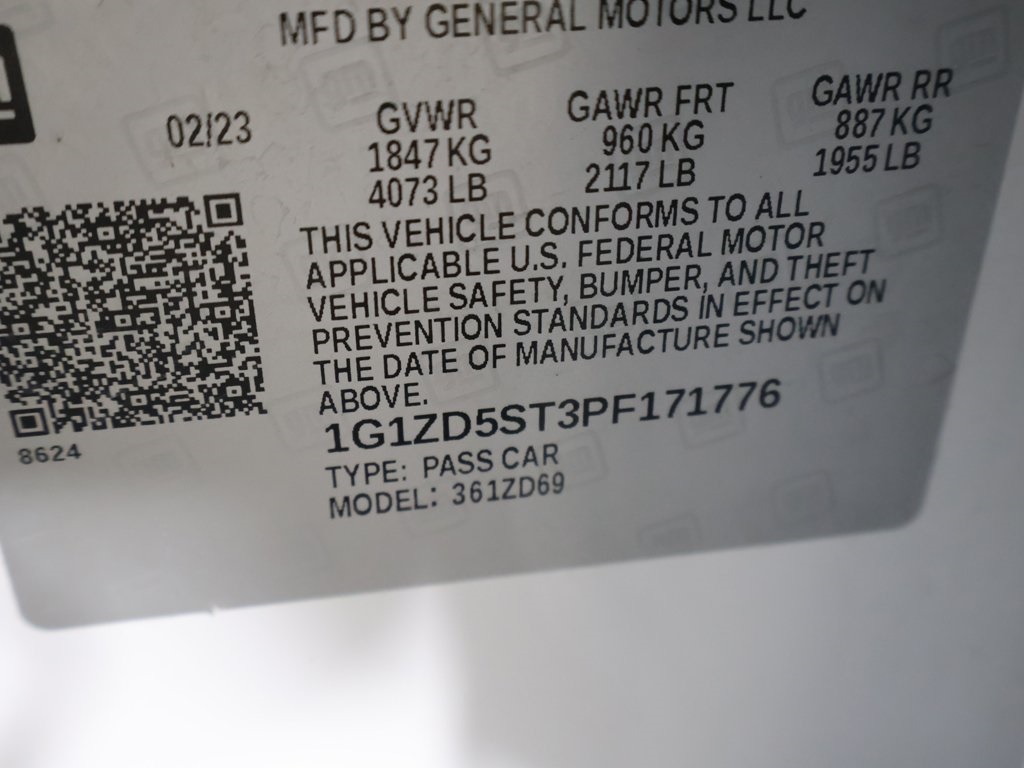 MFD BY GENERAL MOTORS LLC
02/23
GVWR
1847 KG
4073 LB
GAWR FRT
960 KG
2117 LB
GAWR RR
887 KG
1955 LB
THIS VEHICLE CONFORMS TO ALL
APPLICABLE U.S. FEDERAL MOTOR
VEHICLE SAFETY, BUMPER, AND THEFT
PREVENTION STANDARDS IN EFFECT ON
THE DATE OF MANUFACTURE SHOWN
ABOVE.
1G1ZD5ST3PF171776
TYPE: PASS CAR
MODEL: 361ZD69
8624